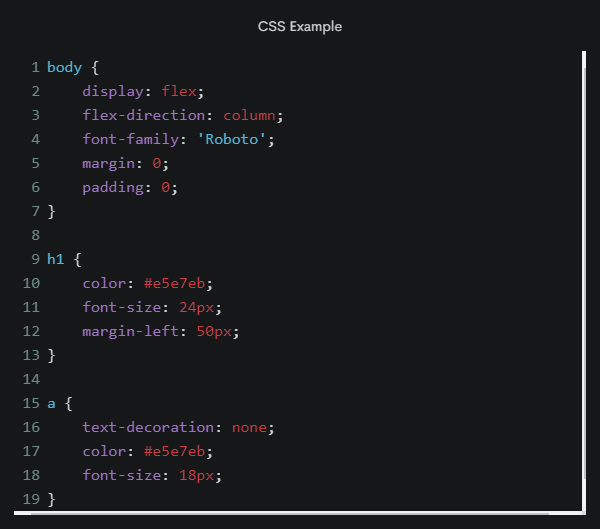 CSS Example
1 body {
2     display: flex;
3     flex-direction: column;
4     font-family: 'Roboto';
5     margin: 0;
6     padding: 0;
7 }
8
9 h1 {
10     color: #e5e7eb;
11     font-size: 24px;
12     margin-left: 50px;
13 }
14
15 a {
16     text-decoration: none;
17     color: #e5e7eb;
18     font-size: 18px;
19 }